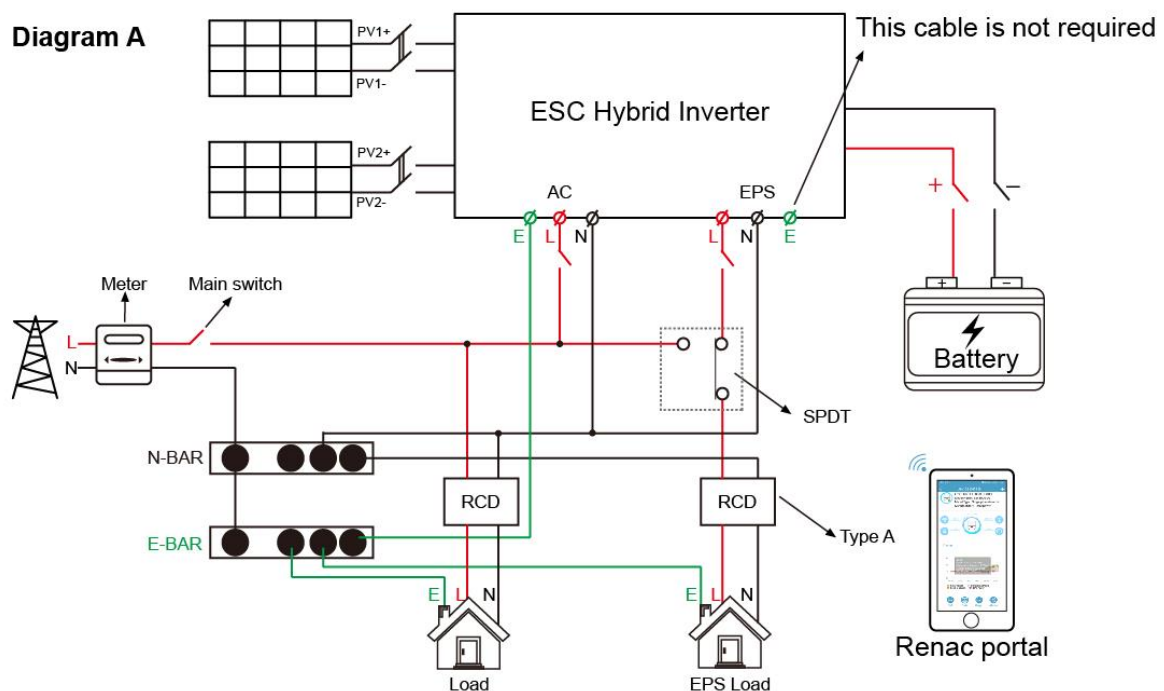 Diagram A
PV1+
PV1-
PV2+
PV2-
ESC Hybrid Inverter
This cable is not required
AC
EPS
E
L
N
L
N
E
+
−
+
−
Battery
Meter
Main switch
L
N
SPDT
N-BAR
E-BAR
RCD
RCD
Type A
E
L
N
Load
E
L
N
EPS Load
Renac portal